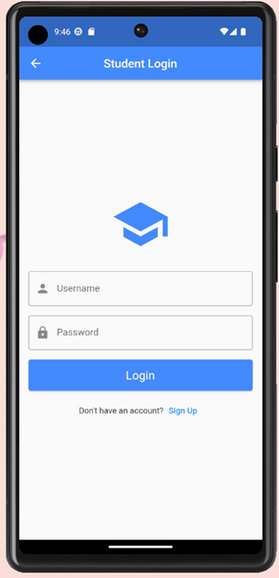 9:46
Student Login
Username
Password
Login
Don't have an account? Sign Up